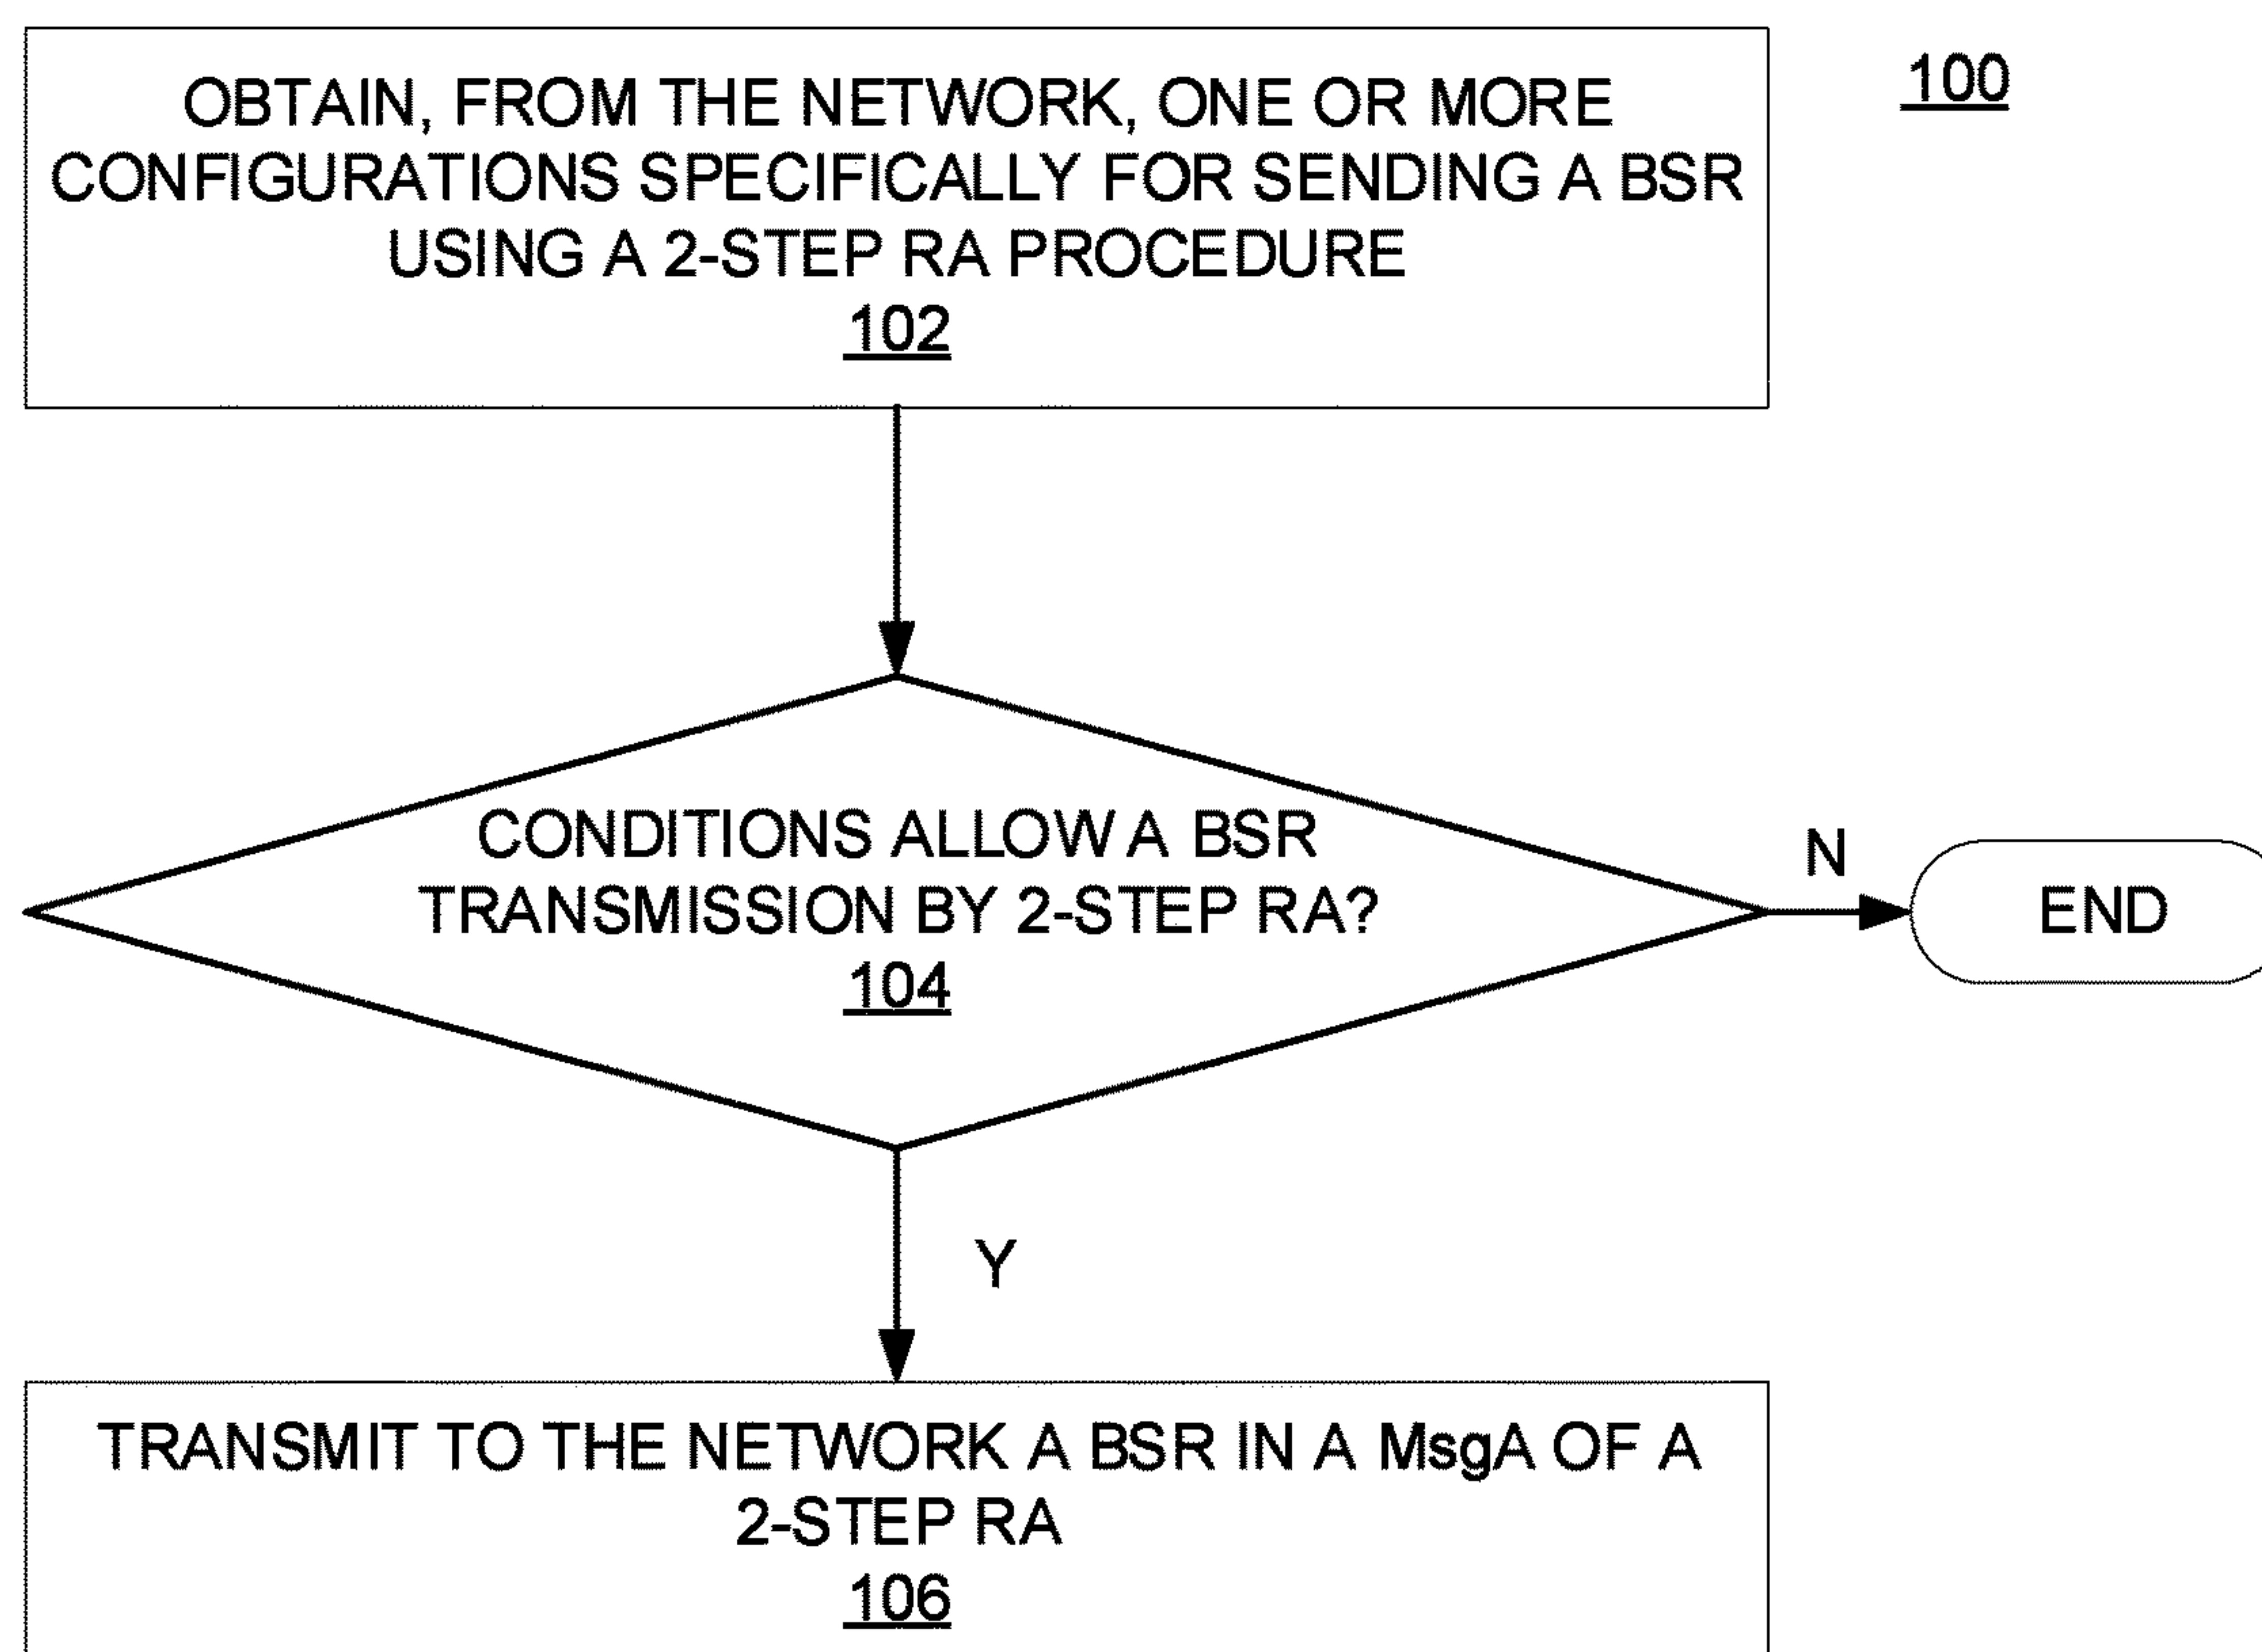 100
OBTAIN, FROM THE NETWORK, ONE OR MORE
CONFIGURATIONS SPECIFICALLY FOR SENDING A BSR
USING A 2-STEP RA PROCEDURE
102
CONDITIONS ALLOW A BSR
TRANSMISSION BY 2-STEP RA?
104
N
END
Y
TRANSMIT TO THE NETWORK A BSR IN A MsgA OF A
2-STEP RA
106